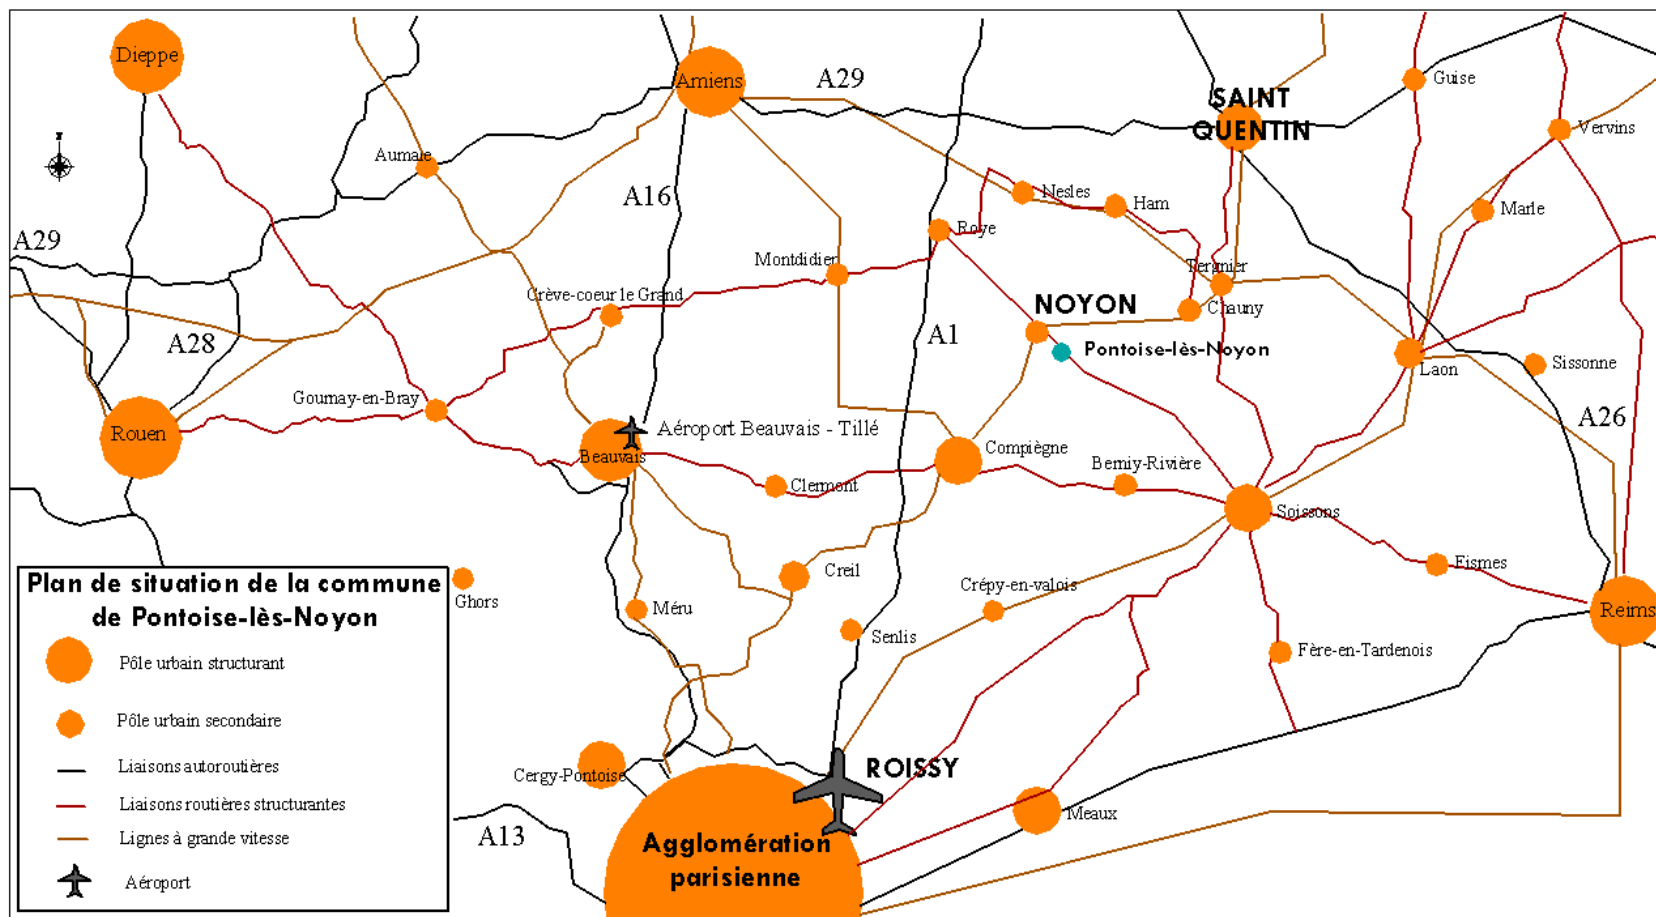 Dieppe
Amiens
A29
Guise
SAINT
QUENTIN
Vervins
Aumale
A16
Nesles
Ham
Marle
A29
Roye
Montdidier
Tergnier
Crève-coeur le Grand
NOYON
Chauny
A28
A1
Pontoise-lès-Noyon
Laon
Sissonne
Gournay-en-Bray
A26
Rouen
Aéroport Beauvais - Tillé
Beauvais
Compiègne
Clermont
Soissons
Creil
Crépy-en-valois
Ghors
Méru
Senlis
Reims
Fère-en-Tardenois
Cergy-Pontoise
ROISSY
Meaux
A13
Agglomération
parisienne
Plan de situation de la commune
de Pontoise-lès-Noyon
Pôle urbain structurant
Pôle urbain secondaire
Liaisons autoroutières
Liaisons routières structurantes
Lignes à grande vitesse
Aéroport